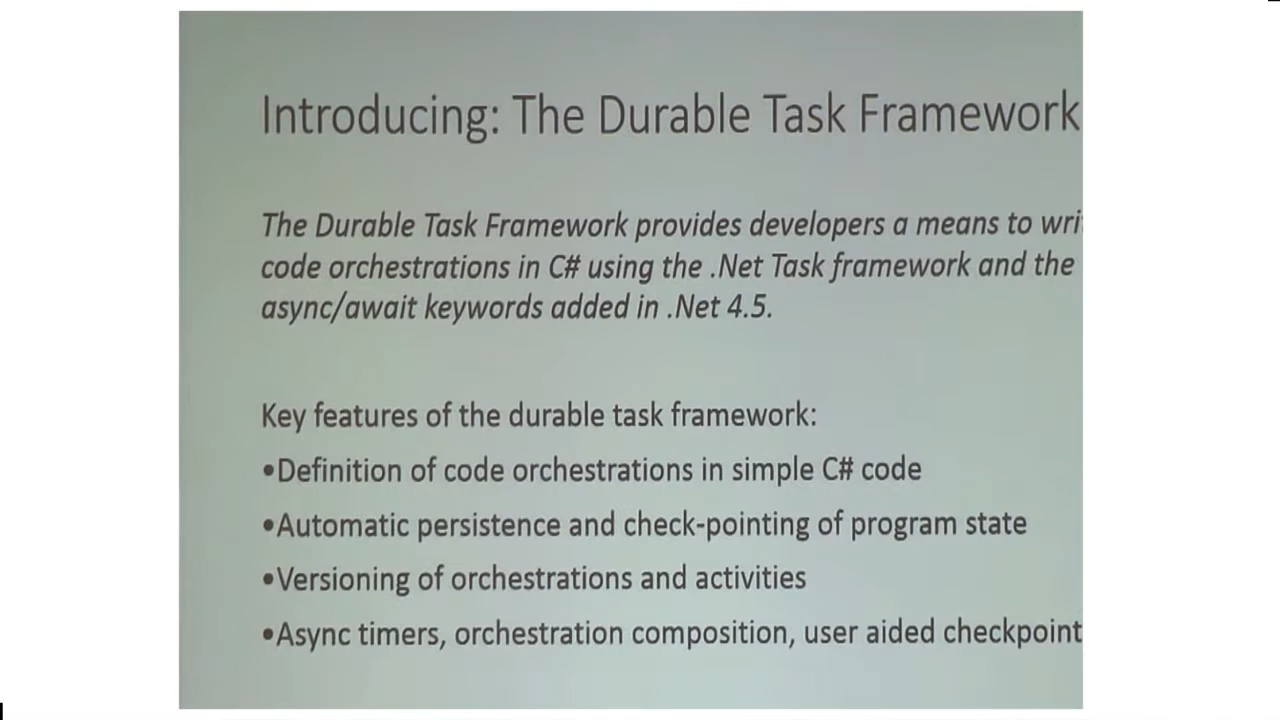 Introducing: The Durable Task Framework
The Durable Task Framework provides developers a means to wri
code orchestrations in C# using the .Net Task framework and the
async/await keywords added in .Net 4.5.
Key features of the durable task framework:
•Definition of code orchestrations in simple C# code
•Automatic persistence and check-pointing of program state
•Versioning of orchestrations and activities
•Async timers, orchestration composition, user aided checkpoint